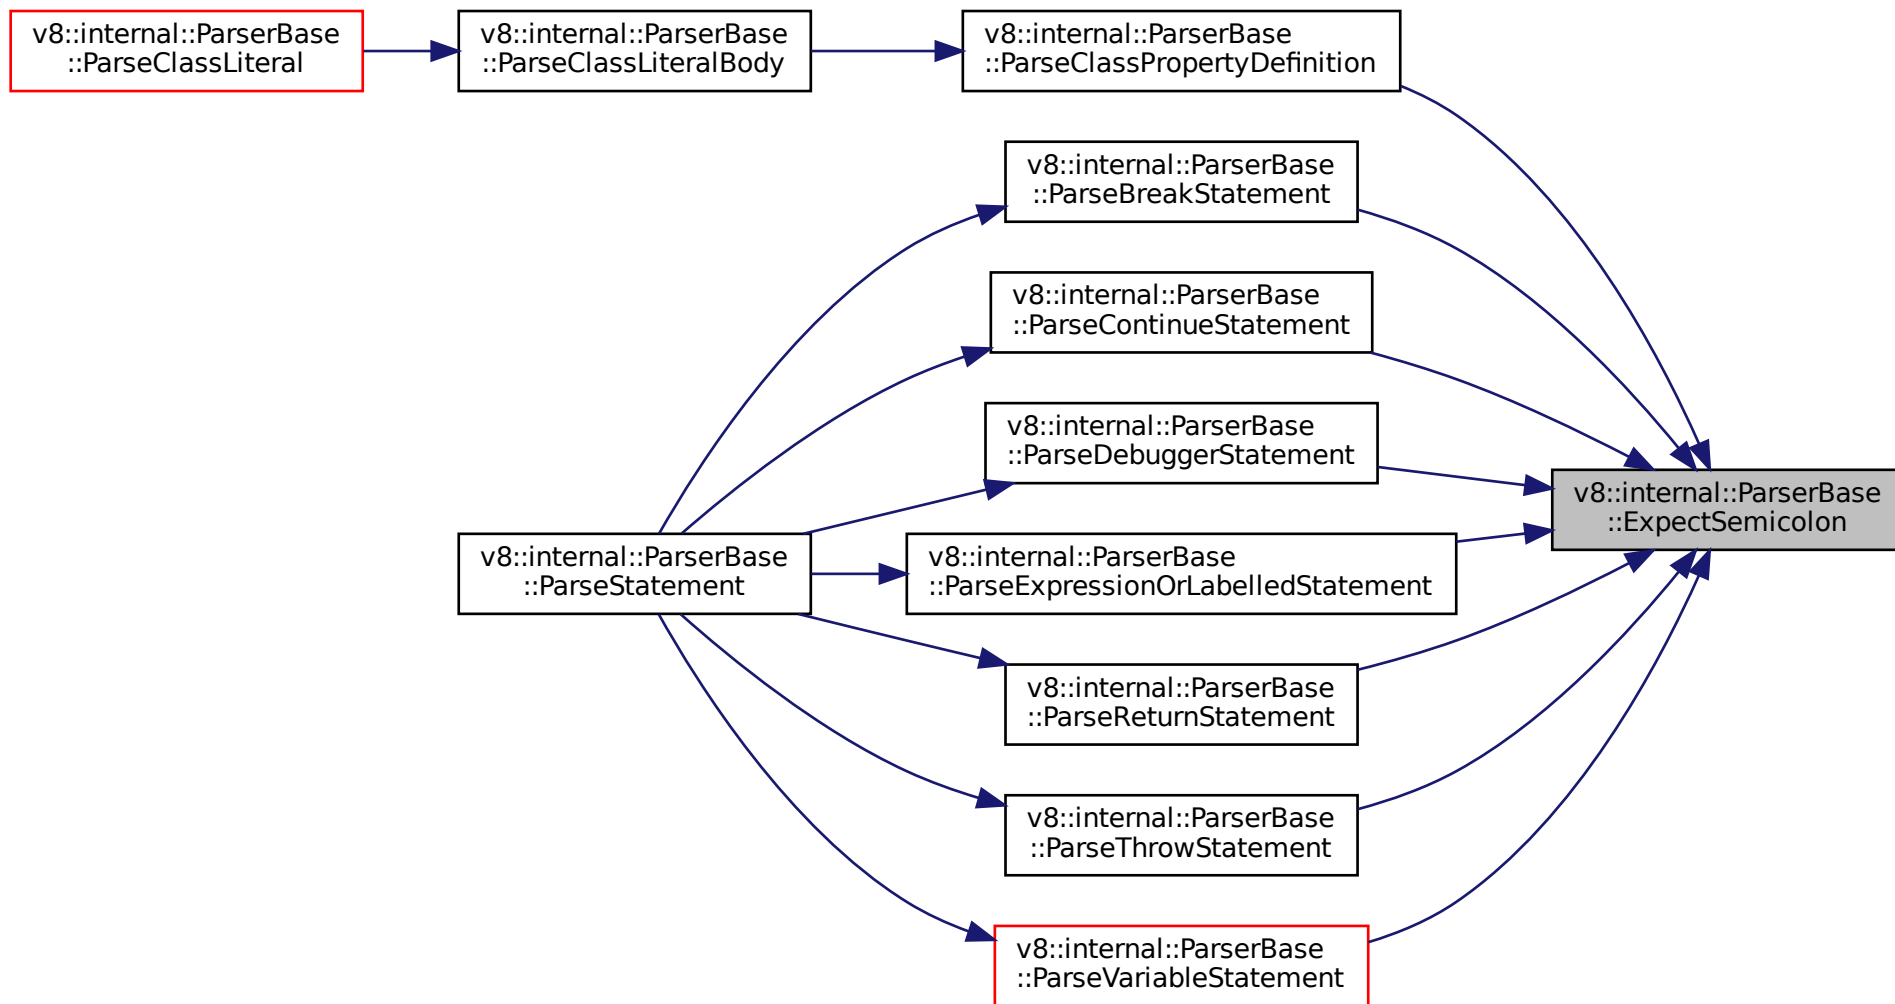 v8::internal::ParserBase
::ParseClassLiteral
v8::internal::ParserBase
::ParseClassLiteralBody
v8::internal::ParserBase
::ParseClassPropertyDefinition
v8::internal::ParserBase
::ParseBreakStatement
v8::internal::ParserBase
::ParseContinueStatement
v8::internal::ParserBase
::ParseDebuggerStatement
v8::internal::ParserBase
::ExpectSemicolon
v8::internal::ParserBase
::ParseStatement
v8::internal::ParserBase
::ParseExpressionOrLabelledStatement
v8::internal::ParserBase
::ParseReturnStatement
v8::internal::ParserBase
::ParseThrowStatement
v8::internal::ParserBase
::ParseVariableStatement